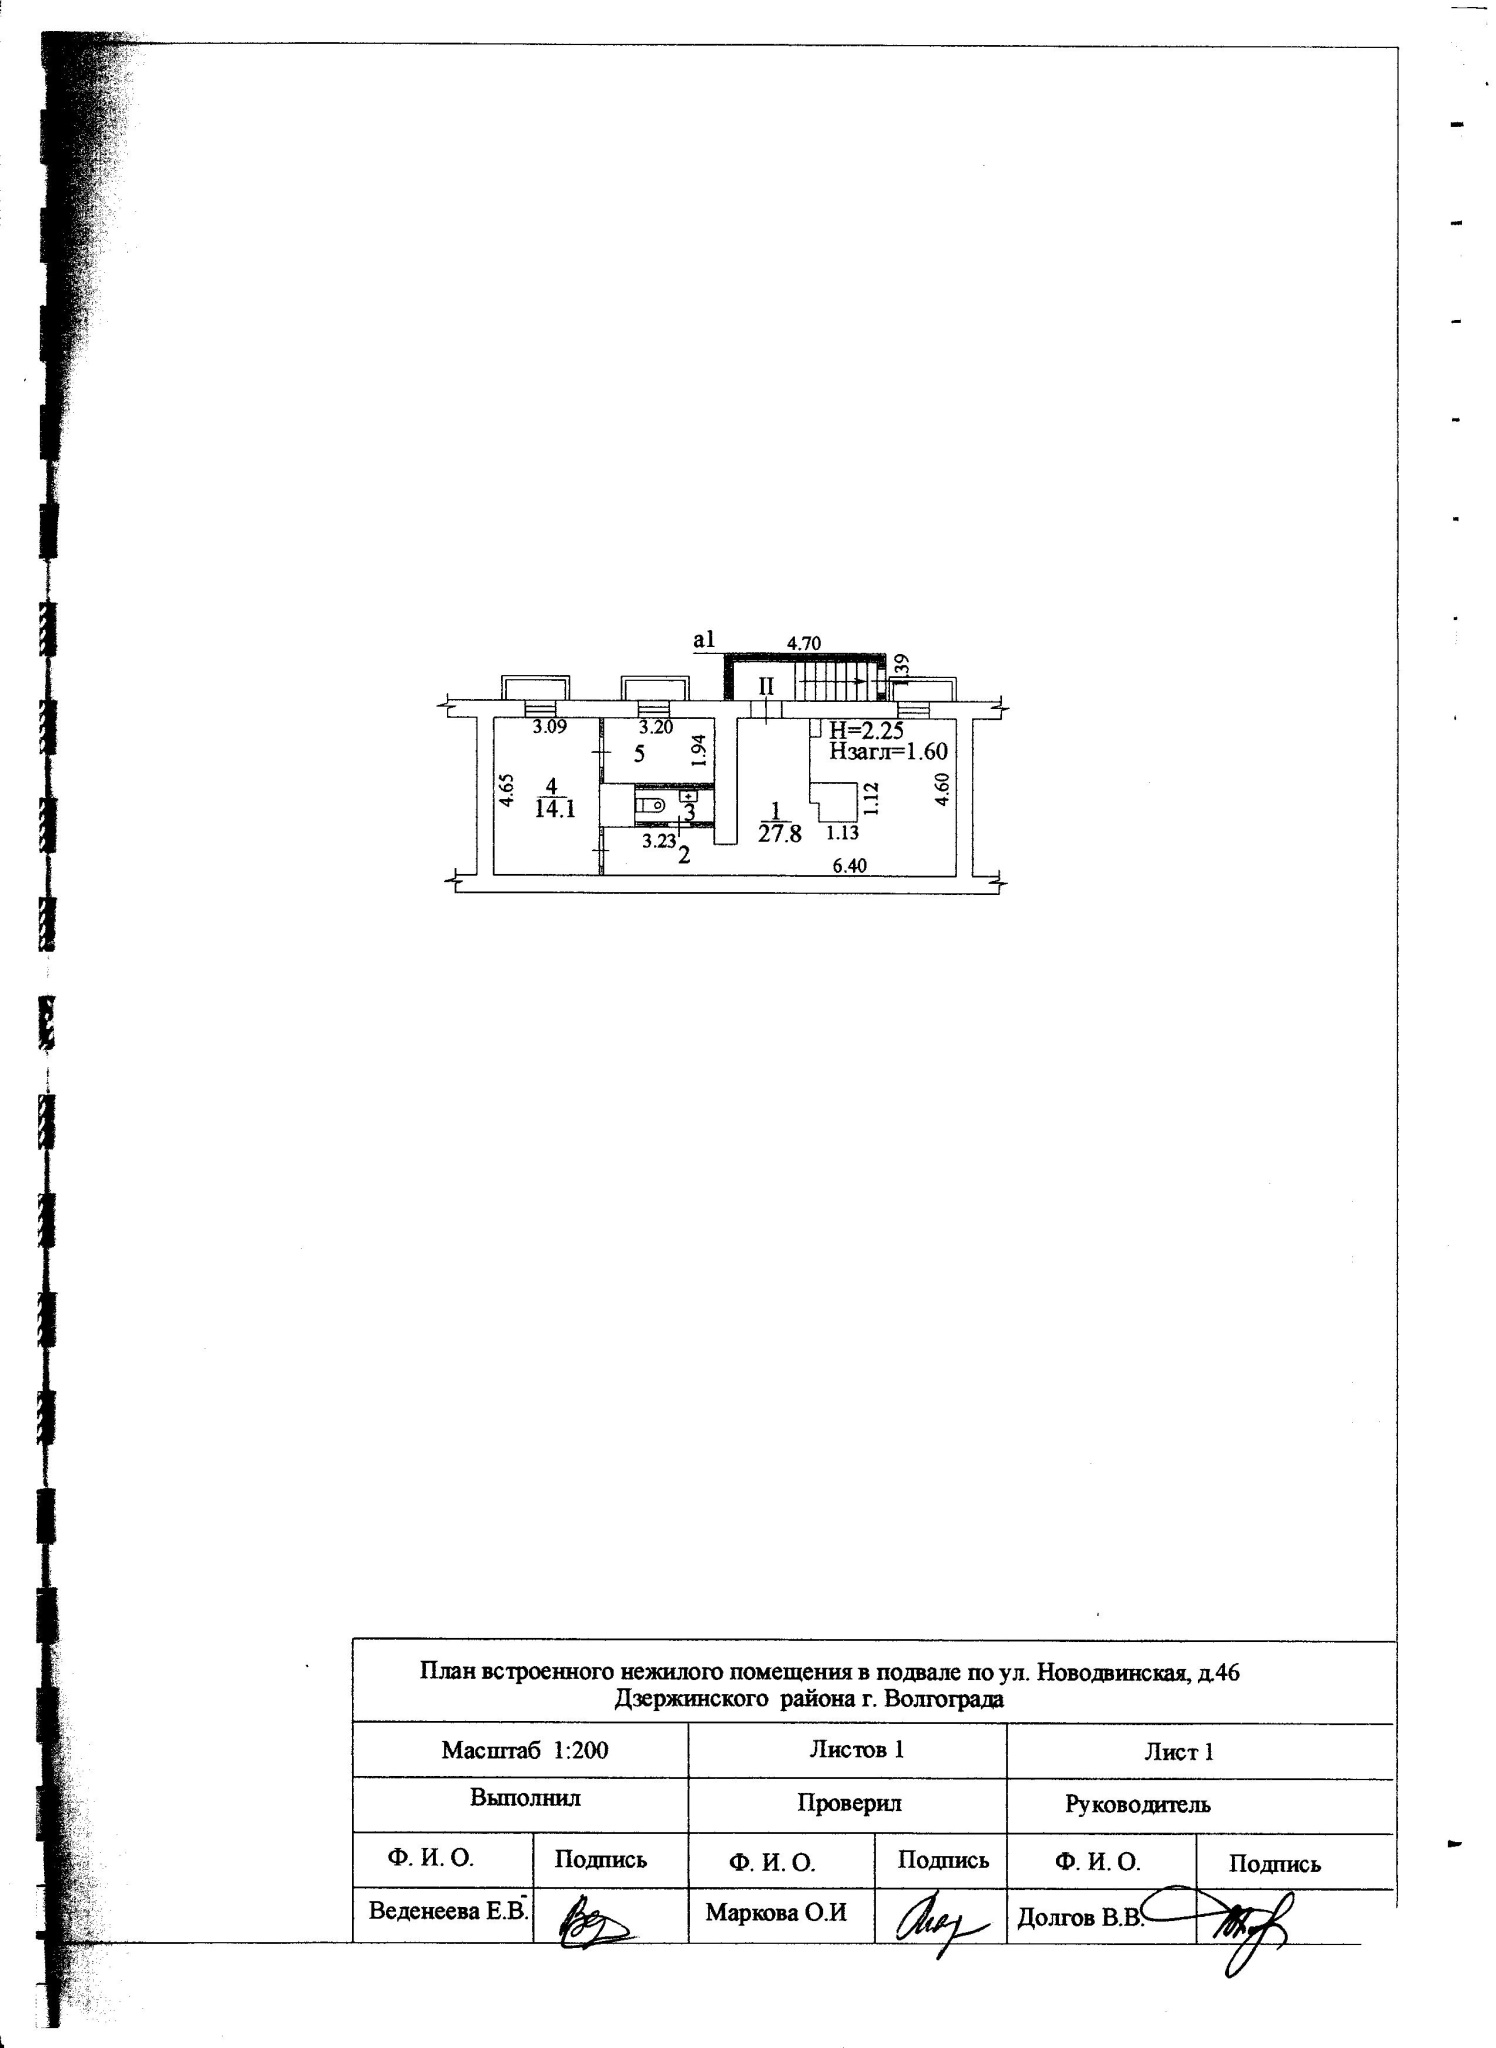 a1
4.70
1.39
II
3.09
3.20
H=2.25
Hзагл=1.60
5
1.94
4.65
4
14.1
3
1
27.8
1.12
1.13
4.60
3.23
2
6.40
План встроенного нежилого помещения в подвале по ул. Новодвинская, д.46
Дзержинского района г. Волгограда
Масштаб 1:200
Листов 1
Лист 1
Выполнил
Проверил
Руководитель
Ф. И. О.
Подпись
Ф. И. О.
Подпись
Ф. И. О.
Подпись
Веденеева Е.В.
Маркова О.И
Долгов В.В.